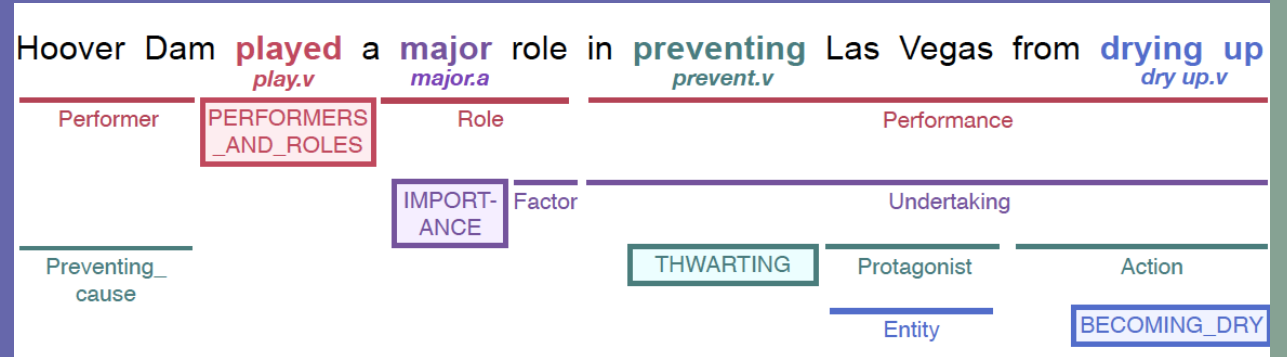 Hoover Dam played a major role in preventing Las Vegas from drying up
play.v major.a prevent.v dry up.v
Performer PERFORMERS Role Performance
_AND_ROLES
IMPORT- Factor Undertaking
ANCE
Preventing_ THWARTING Protagonist Action
cause
Entity BECOMING_DRY